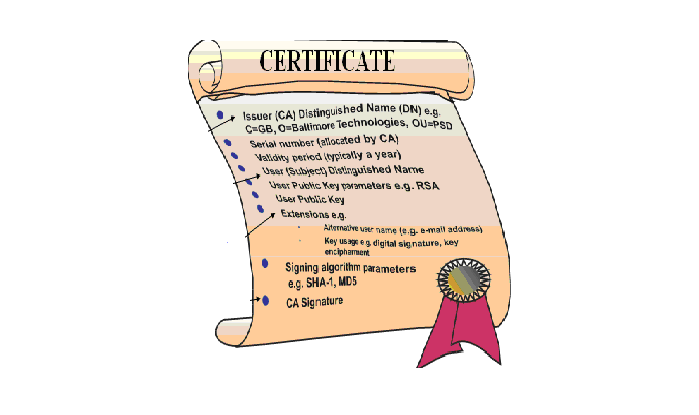 CERTIFICATE
Issuer (CA) Distinguished Name (DN) e.g.
C=GB, O=Baltimore Technologies, OU=PSD
Serial number (allocated by CA)
Validity period (typically a year)
User (Subject) Distinguished Name
User Public Key parameters e.g. RSA
User Public Key
Extensions e.g.
Alternative user name (e.g. e-mail address)
Key usage e.g. digital signature, key
encipherment
Signing algorithm parameters
e.g. SHA-1, MD5
CA Signature